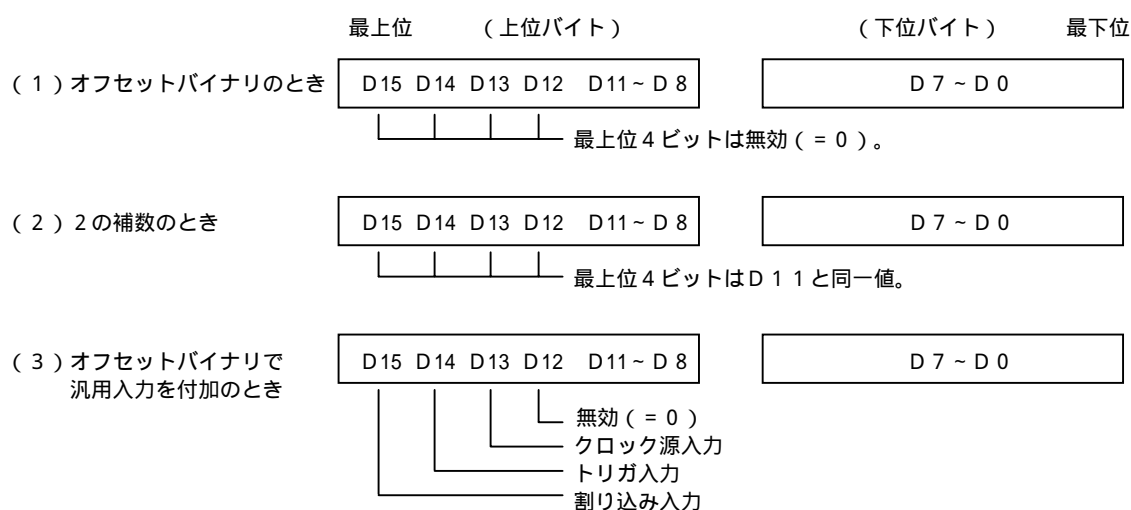 最上位 (上位バイト) (下位バイト) 最下位
(1)オフセットバイナリのとき D15 D14 D13 D12 D11~D8 D7~D0
最上位4ビットは無効(=0)。
(2)2の補数のとき D15 D14 D13 D12 D11~D8 D7~D0
最上位4ビットはD11と同一値。
(3)オフセットバイナリで D15 D14 D13 D12 D11~D8 D7~D0
汎用入力を付加のとき
無効(=0)
クロック源入力
トリガ入力
割り込み入力